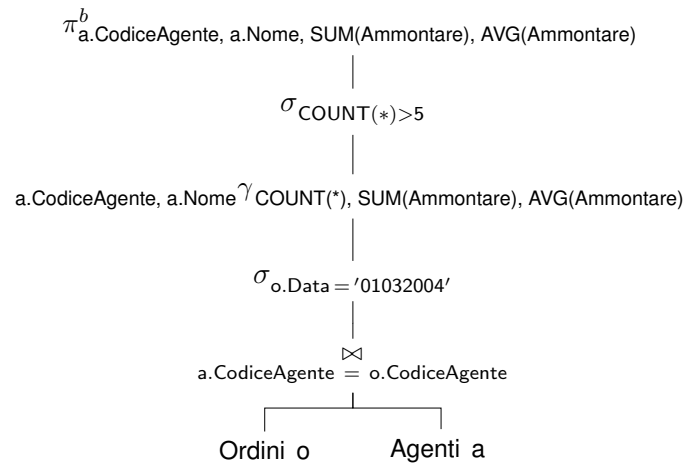 π^b a.CodiceAgente, a.Nome, SUM(Ammontare), AVG(Ammontare)
σ COUNT(∗)>5
a.CodiceAgente, a.Nome γ COUNT(*), SUM(Ammontare), AVG(Ammontare)
σ o.Data = ′01032004′
⋈
a.CodiceAgente = o.CodiceAgente
Ordini o Agenti a